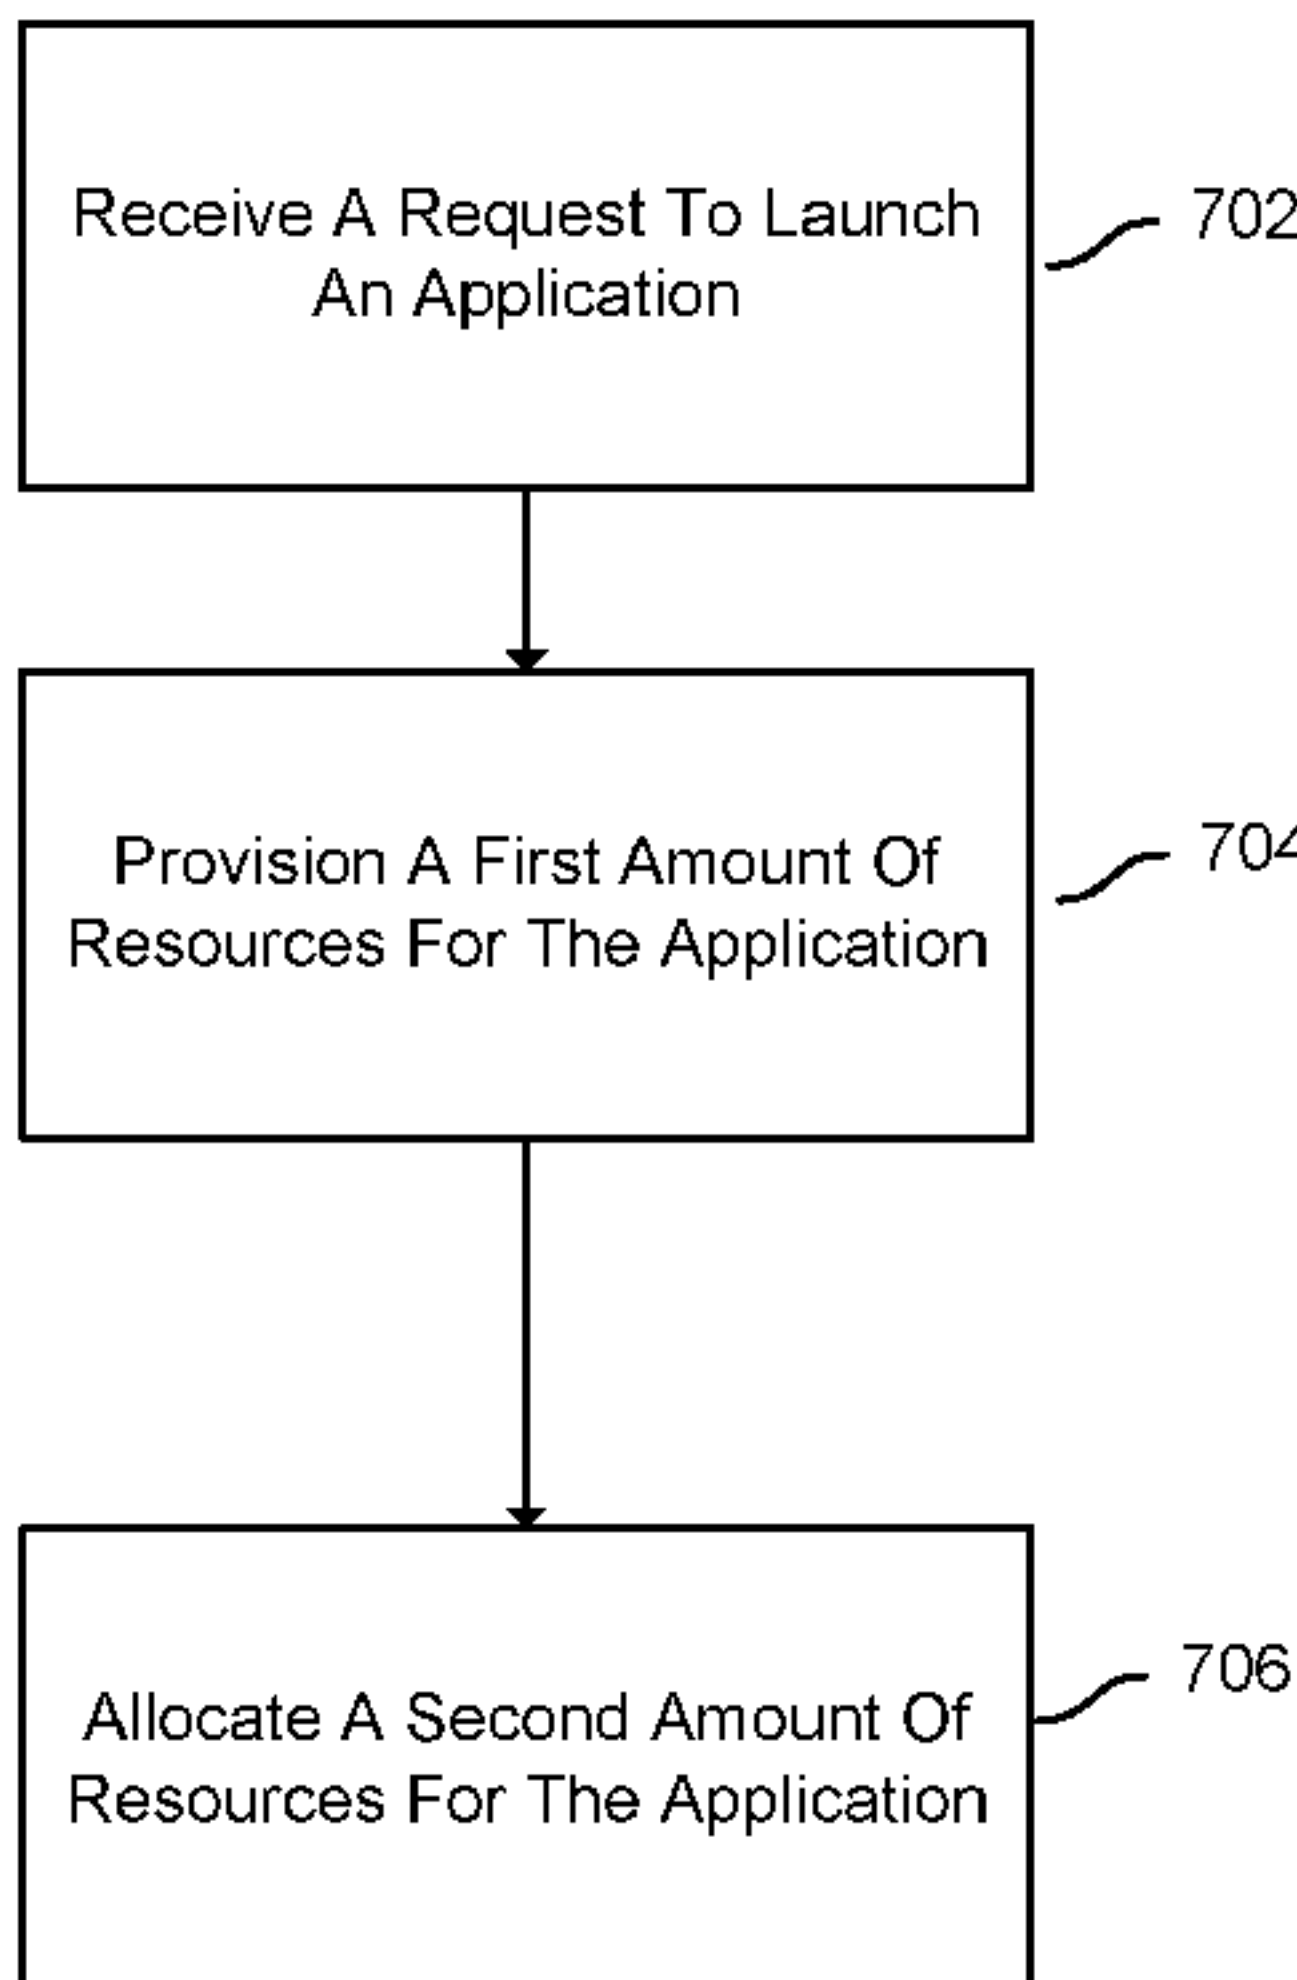 Receive A Request To Launch
An Application
702
Provision A First Amount Of
Resources For The Application
704
Allocate A Second Amount Of
Resources For The Application
706